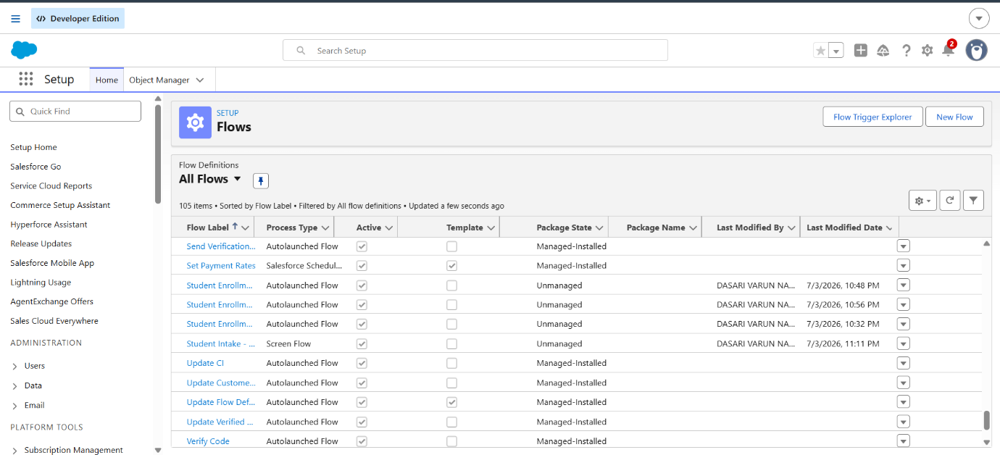 </> Developer Edition
Search Setup
2
Setup Home Object Manager
Quick Find
Setup Home
Salesforce Go
Service Cloud Reports
Commerce Setup Assistant
Hyperforce Assistant
Release Updates
Salesforce Mobile App
Lightning Usage
AgentExchange Offers
Sales Cloud Everywhere
ADMINISTRATION
Users
Data
Email
PLATFORM TOOLS
Subscription Management
SETUP
Flows
Flow Trigger Explorer New Flow
Flow Definitions
All Flows
105 items • Sorted by Flow Label • Filtered by All flow definitions • Updated a few seconds ago
Flow Label Process Type Active Template Package State Package Name Last Modified By Last Modified Date
Send Verification... Autolaunched Flow Managed-Installed
Set Payment Rates Salesforce Schedul... Managed-Installed
Student Enrollm... Autolaunched Flow Unmanaged DASARI VARUN NA... 7/3/2026, 10:48 PM
Student Enrollm... Autolaunched Flow Unmanaged DASARI VARUN NA... 7/3/2026, 10:56 PM
Student Enrollm... Autolaunched Flow Unmanaged DASARI VARUN NA... 7/3/2026, 10:32 PM
Student Intake - ... Screen Flow Unmanaged DASARI VARUN NA... 7/3/2026, 11:11 PM
Update CI Autolaunched Flow Managed-Installed
Update Custome... Autolaunched Flow Managed-Installed
Update Flow Def... Autolaunched Flow Managed-Installed
Update Verified ... Autolaunched Flow Managed-Installed
Verify Code Autolaunched Flow Managed-Installed